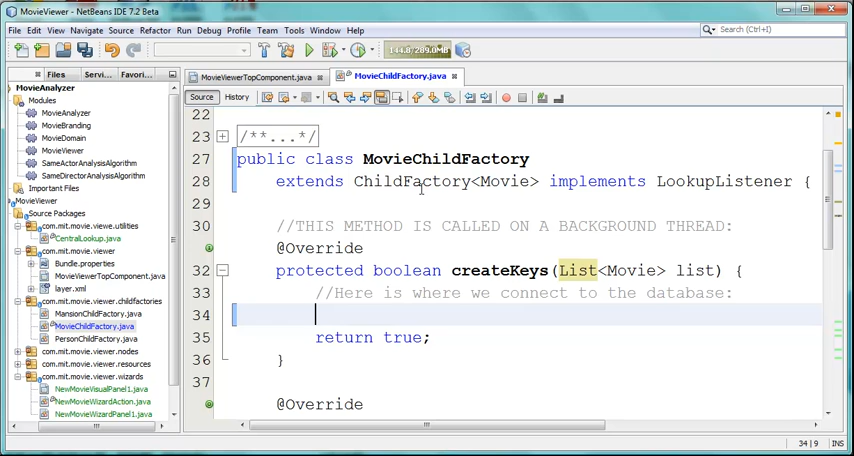 MovieViewer - NetBeans IDE 7.2 Beta
File Edit View Navigate Source Refactor Run Debug Profile Team Tools Window Help
Search (Ctrl+I)
144.8/289.0MB
Files Servi... Favori...
MovieViewerTopComponent.java
MovieChildFactory.java
MovieAnalyzer
Modules
MovieAnalyzer
MovieBranding
MovieDomain
MovieViewer
SameActorAnalysisAlgorithm
SameDirectorAnalysisAlgorithm
Important Files
MovieViewer
Source Packages
com.mit.movie.viewe.utilities
CentralLookup.java
com.mit.movie.viewer
Bundle.properties
MovieViewerTopComponent.java
layer.xml
com.mit.movie.viewer.childfactories
MansionChildFactory.java
MovieChildFactory.java
PersonChildFactory.java
com.mit.movie.viewer.nodes
com.mit.movie.viewer.resources
com.mit.movie.viewer.wizards
NewMovieVisualPanel1.java
NewMovieWizardAction.java
NewMovieWizardPanel1.java
Source History
22
23 /**...*/
27 public class MovieChildFactory
28 extends ChildFactory<Movie> implements LookupListener {
29
30 //THIS METHOD IS CALLED ON A BACKGROUND THREAD:
@Override
32 protected boolean createKeys(List<Movie> list) {
33 //Here is where we connect to the database:
34
35 return true;
36 }
37
@Override
34 | 9 INS